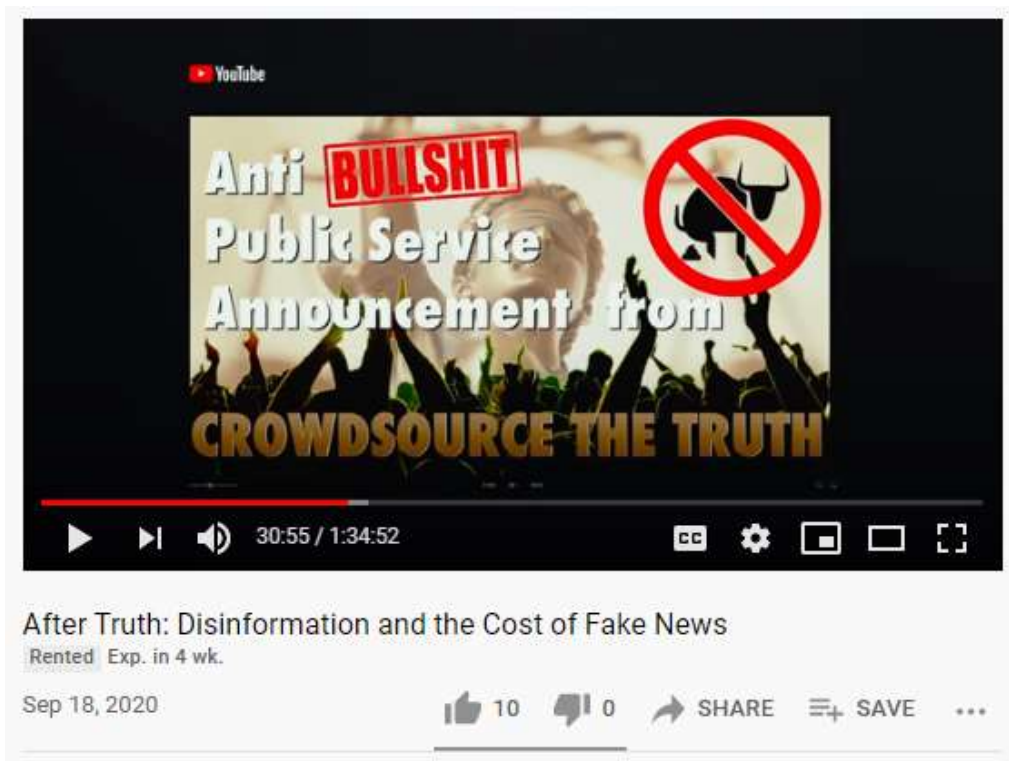 YouTube
Anti BULLSHIT
Public Service
Announcement from
CROWDSOURCE THE TRUTH
30:55 / 1:34:52
CC
After Truth: Disinformation and the Cost of Fake News
Rented Exp. in 4 wk.
Sep 18, 2020 10 0 SHARE SAVE